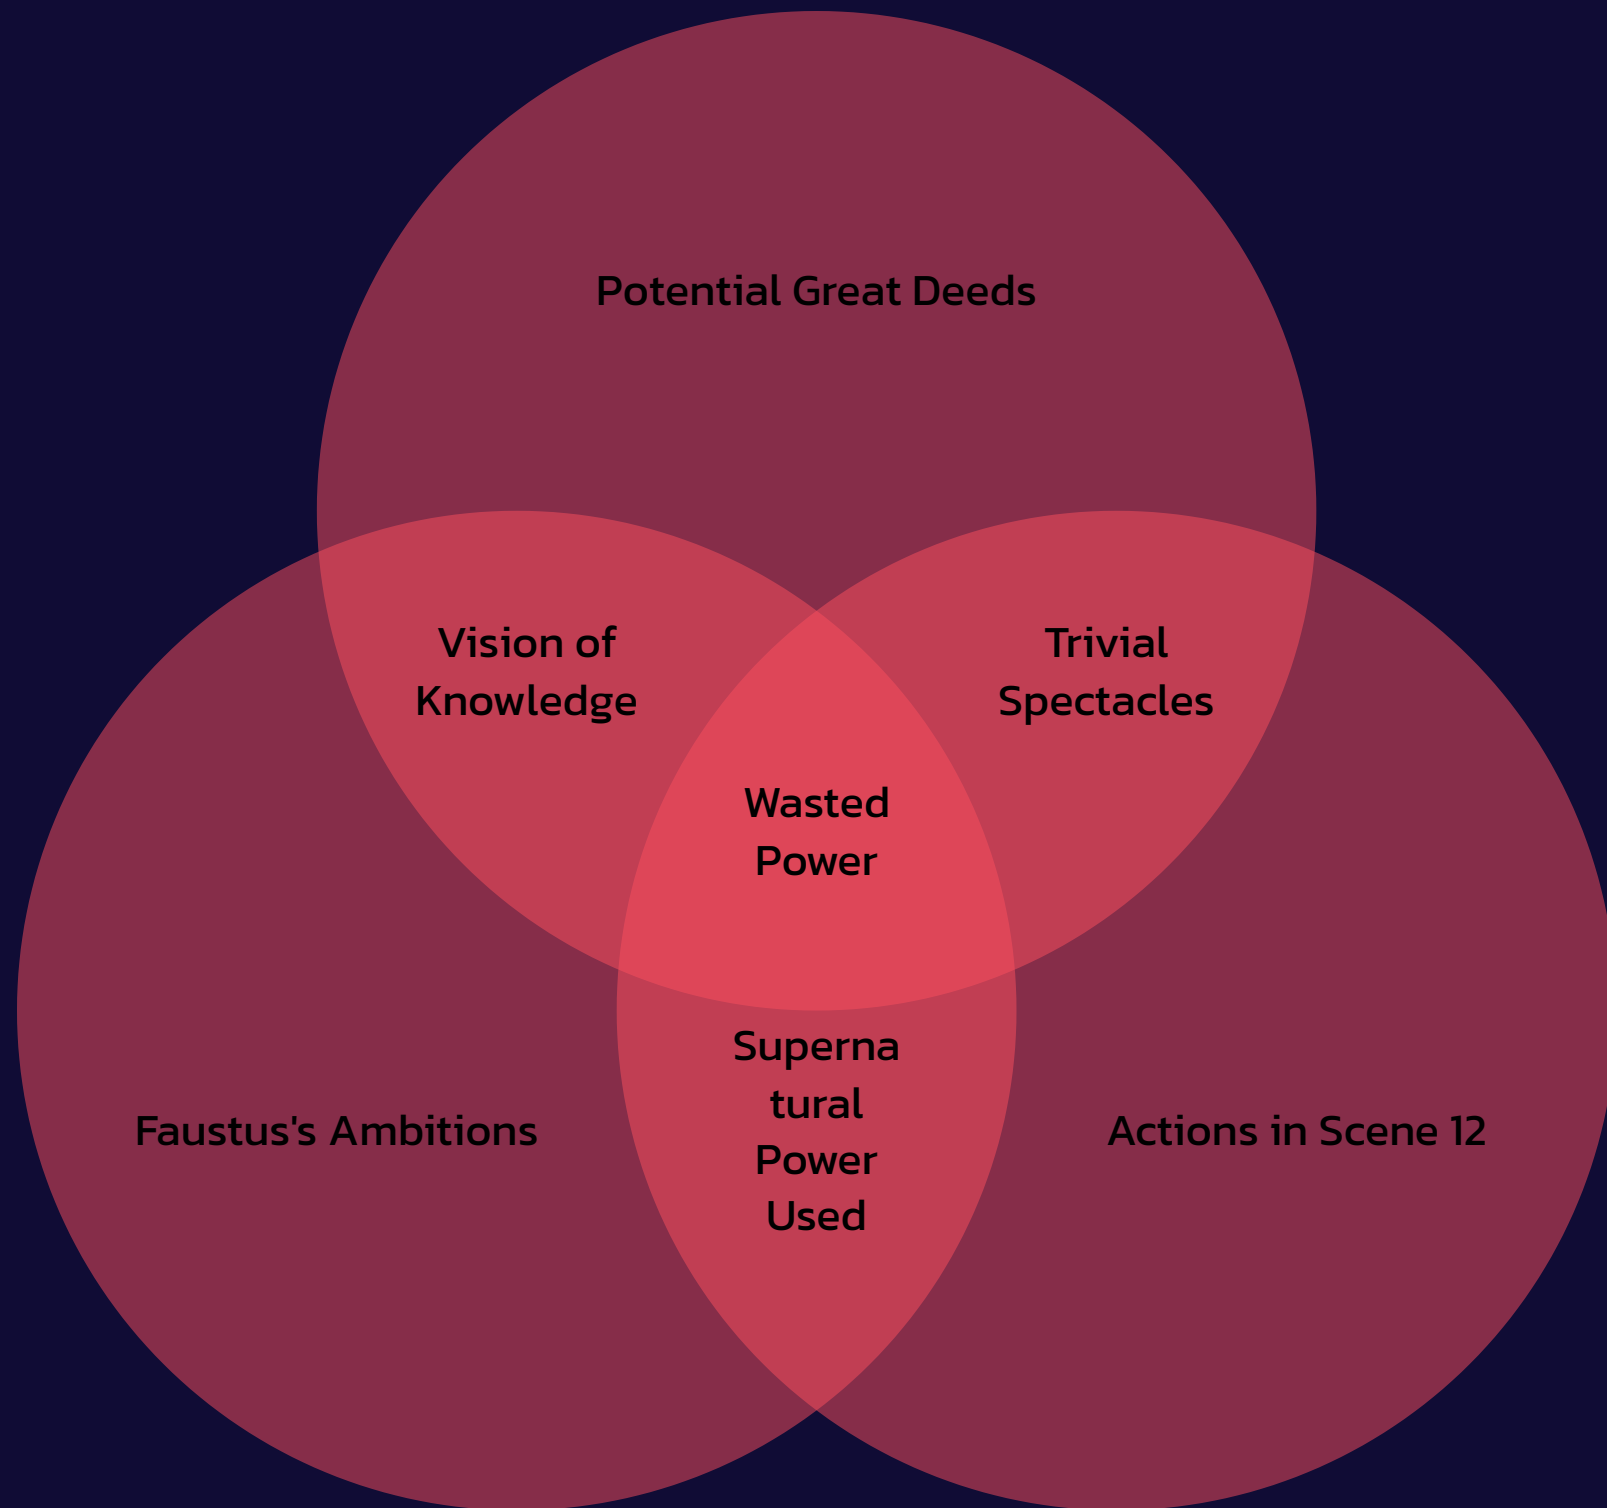 Potential Great Deeds
Vision of
Knowledge
Trivial
Spectacles
Wasted
Power
Superna
tural
Power
Used
Faustus's Ambitions
Actions in Scene 12